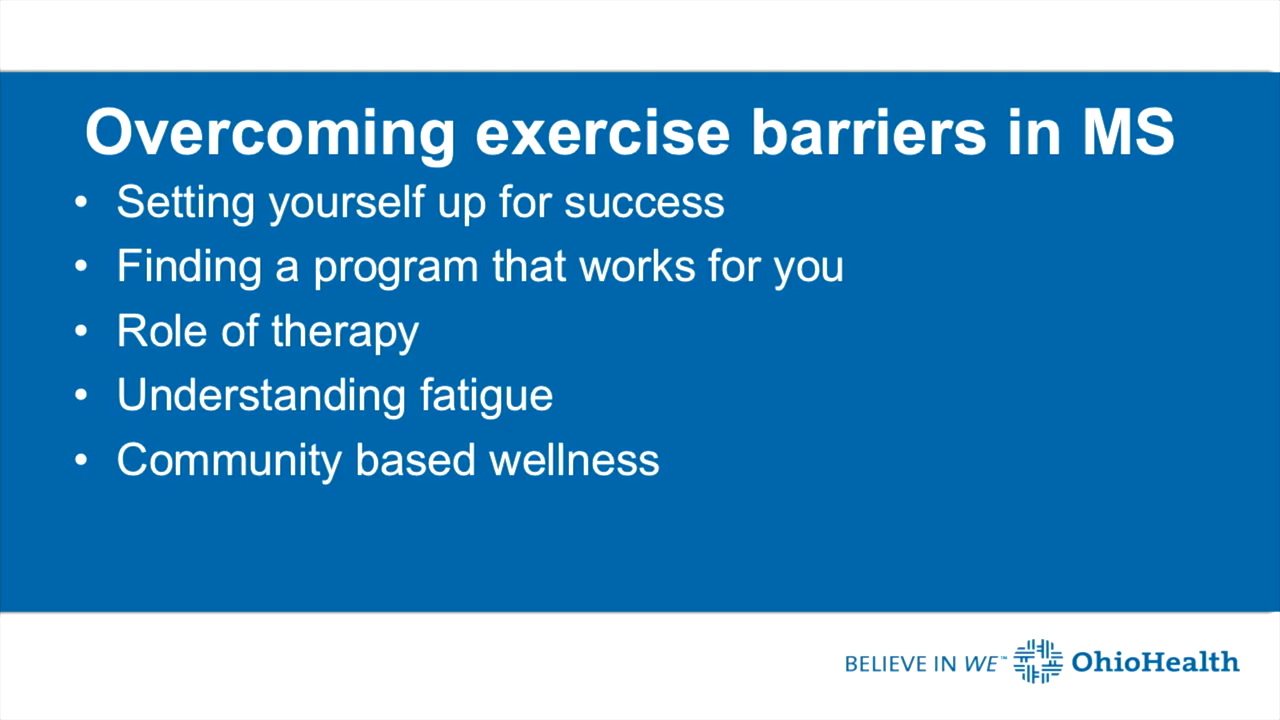 Overcoming exercise barriers in MS
• Setting yourself up for success
• Finding a program that works for you
• Role of therapy
• Understanding fatigue
• Community based wellness
BELIEVE IN WE™ OhioHealth